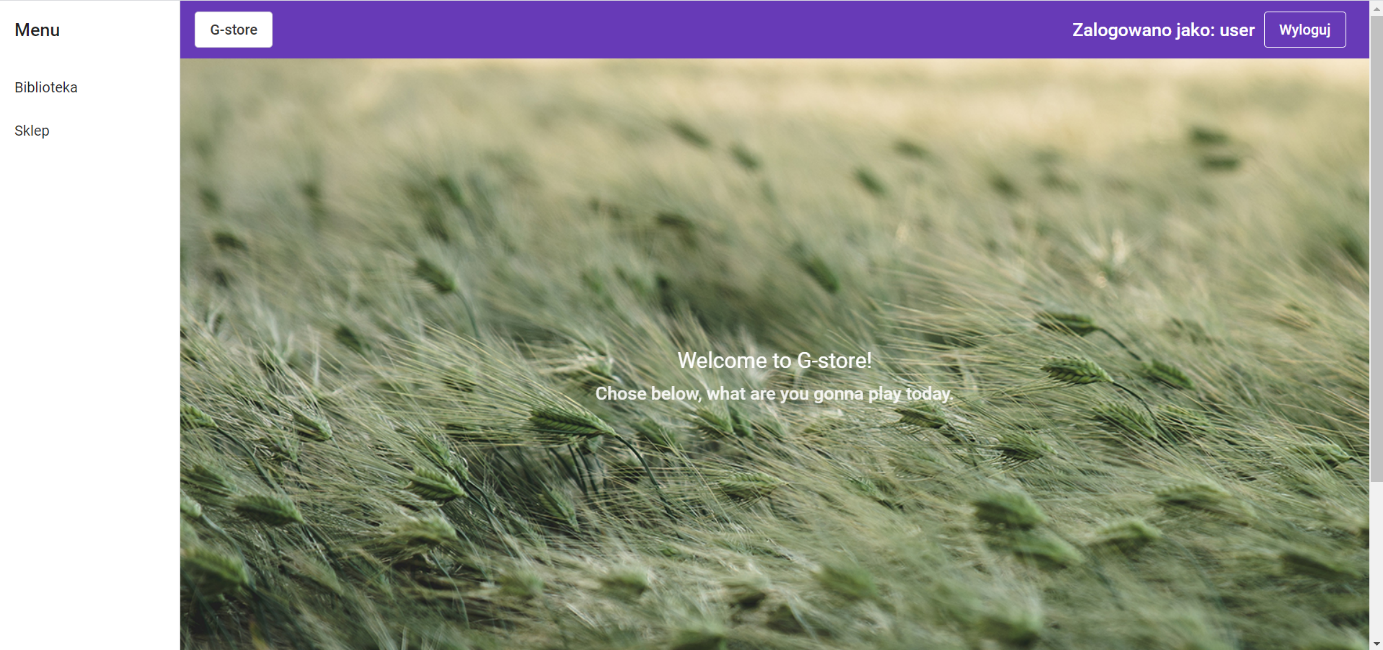 Menu
G-store
Zalogowano jako: user
Wyloguj
Biblioteka
Sklep
Welcome to G-store!
Chose below, what are you gonna play today.